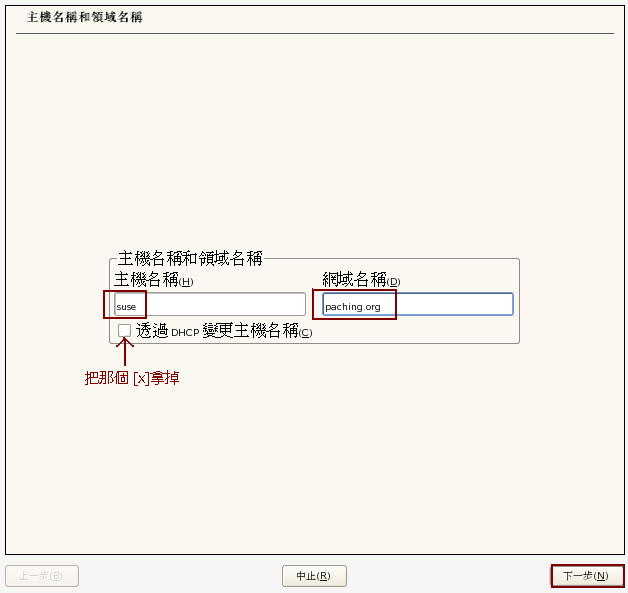 主機名稱和領域名稱
主機名稱和領域名稱
主機名稱(H) 網域名稱(D)
suse paching.org
透過 DHCP 變更主機名稱(C)
把那個 [x]拿掉
上一步(B) 中止(R) 下一步(N)